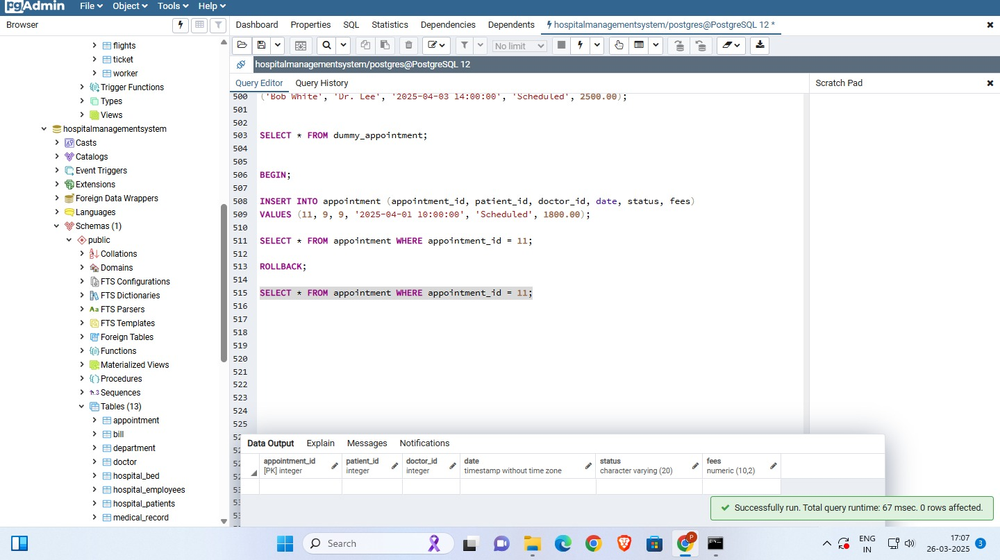 pgAdmin File Object Tools Help
Browser
flights
ticket
worker
Trigger Functions
Types
Views
hospitalmanagementsystem
Casts
Catalogs
Event Triggers
Extensions
Foreign Data Wrappers
Languages
Schemas (1)
public
Collations
Domains
FTS Configurations
FTS Dictionaries
Aa FTS Parsers
FTS Templates
Foreign Tables
Functions
Materialized Views
Procedures
1..3 Sequences
Tables (13)
appointment
bill
department
doctor
hospital_bed
hospital_employees
hospital_patients
medical_record
Dashboard Properties SQL Statistics Dependencies Dependents hospitalmanagementsystem/postgres@PostgreSQL 12 *
No limit
hospitalmanagementsystem/postgres@PostgreSQL 12
Query Editor Query History
Scratch Pad
500 ('Bob White', 'Dr. Lee', '2025-04-03 14:00:00', 'Scheduled', 2500.00);
501
502
503 SELECT * FROM dummy_appointment;
504
505
506 BEGIN;
507
508 INSERT INTO appointment (appointment_id, patient_id, doctor_id, date, status, fees)
509 VALUES (11, 9, 9, '2025-04-01 10:00:00', 'Scheduled', 1800.00);
510
511 SELECT * FROM appointment WHERE appointment_id = 11;
512
513 ROLLBACK;
514
515 SELECT * FROM appointment WHERE appointment_id = 11;
516
517
518
519
520
521
522
523
524
525
Data Output Explain Messages Notifications
appointment_id patient_id doctor_id date status fees
[PK] integer integer integer timestamp without time zone character varying (20) numeric (10,2)
Successfully run. Total query runtime: 67 msec. 0 rows affected.
Search
P
ENG
IN
17:07
26-03-2025
3